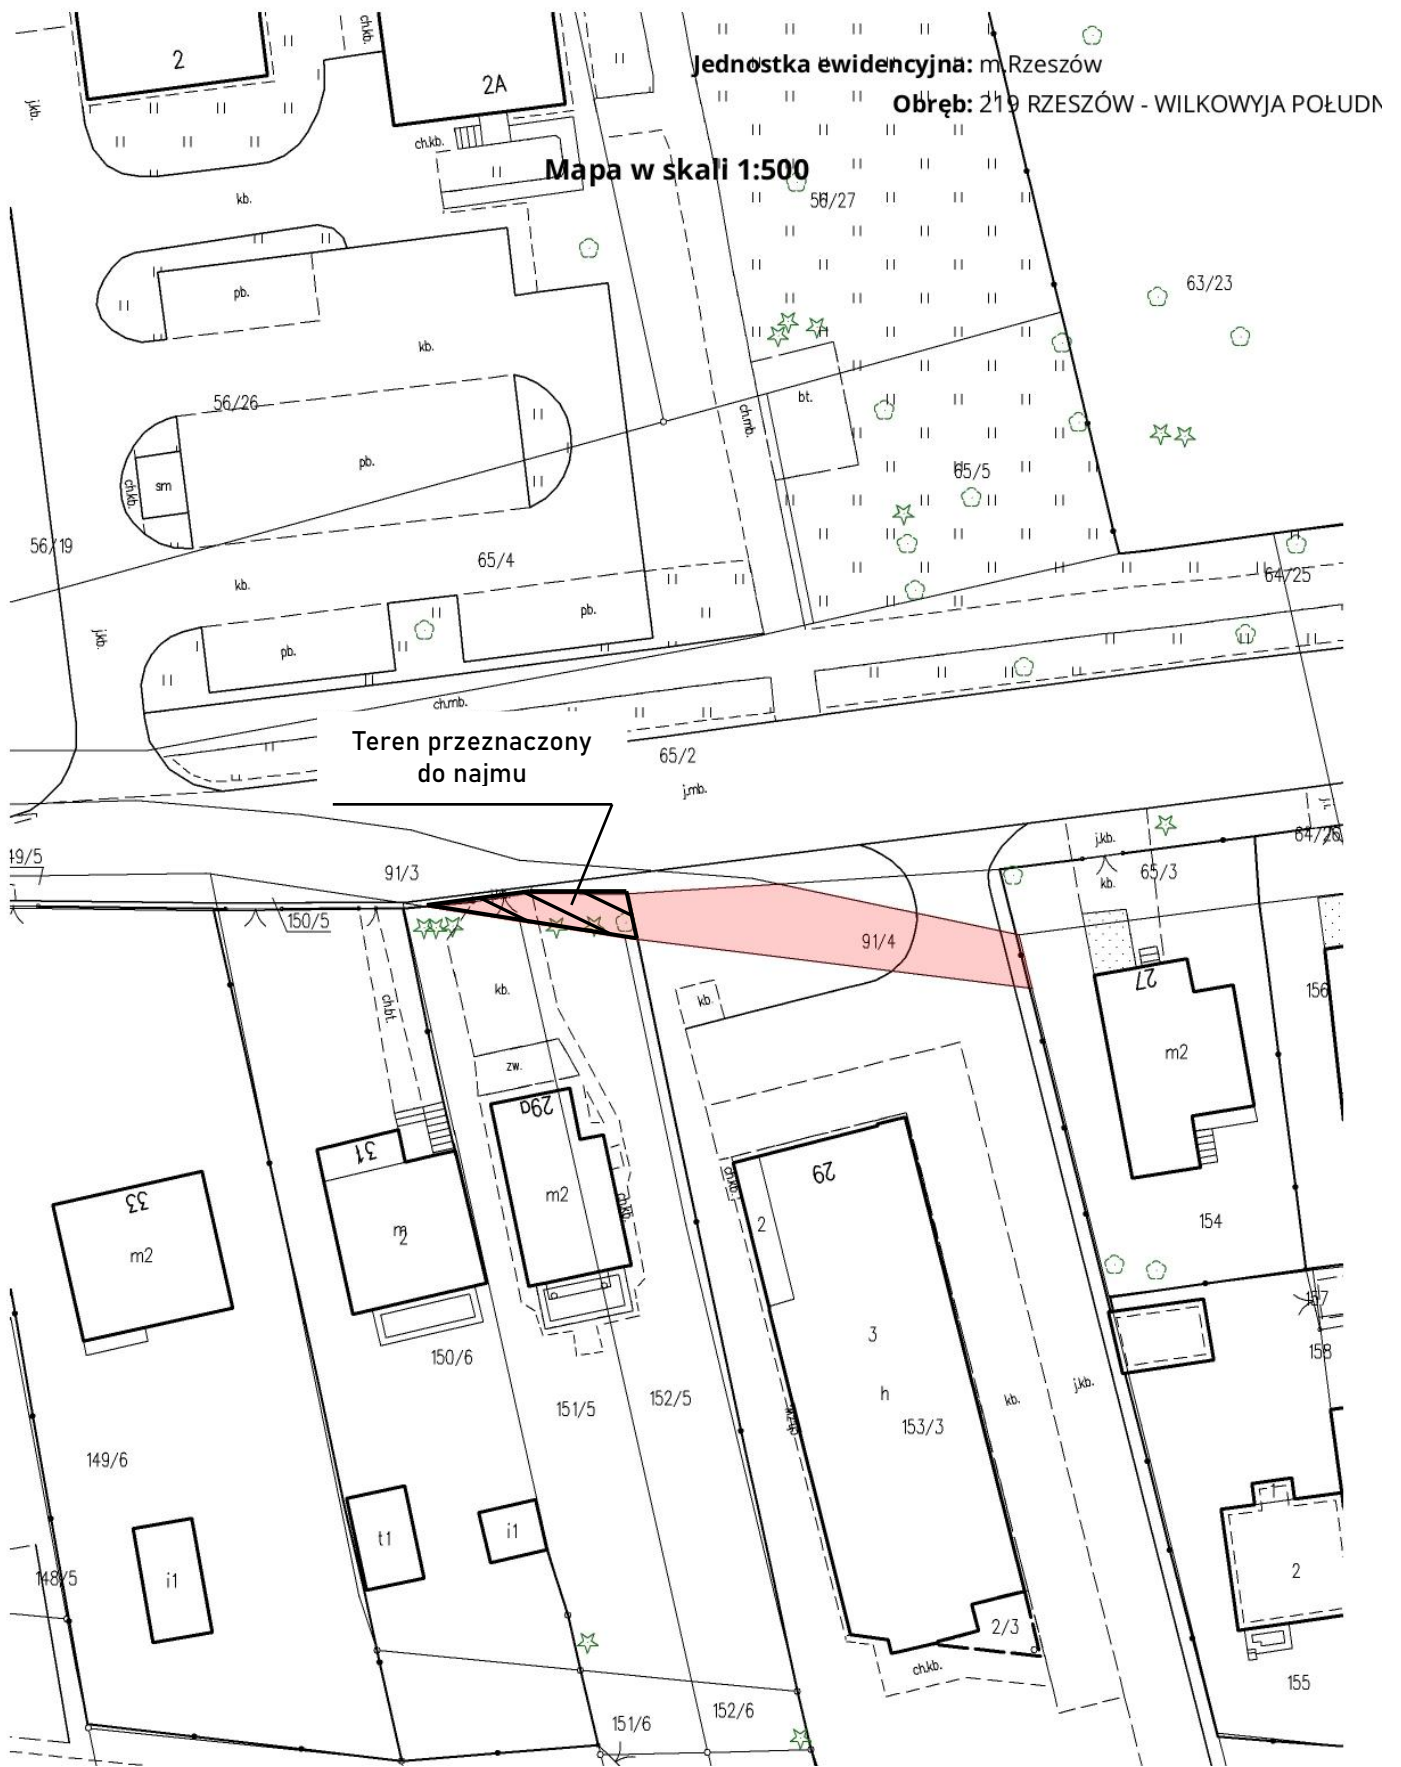 Jednostka ewidencyjna: m.Rzeszów
Obręb: 219 RZESZÓW - WILKOWYJA POŁUDN
Mapa w skali 1:500
2
2A
ch.kb.
j.kb.
ch.kb.
kb.
56/27
63/23
pb.
kb.
56/26
bt.
ch.mb.
pb.
65/5
sm
ch.kb.
56/19
65/4
64/25
kb.
pb.
j.kb.
pb.
ch.mb.
Teren przeznaczony
do najmu
65/2
j.mb.
j.kb.
64/26
49/5
91/3
65/3
kb.
150/5
91/4
27
156
kb.
kb.
ch.bt.
m2
zw.
29a
31
29
33
m2
ch.kb.
ch.kb.
m2
2
154
m2
157
3
158
150/6
h
j.kb.
151/5
152/5
kb.
153/3
149/6
1
t1
i1
i1
2
148/5
2/3
ch.kb.
155
151/6
152/6